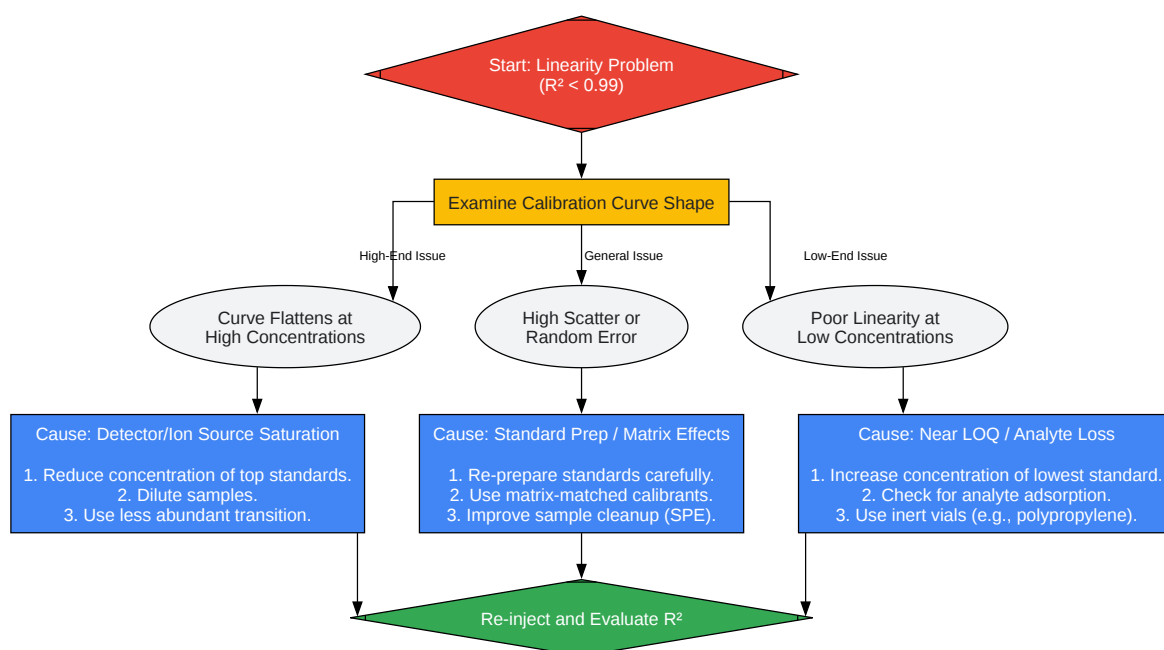 Start: Linearity Problem
(R² < 0.99)
Examine Calibration Curve Shape
High-End Issue
General Issue
Low-End Issue
Curve Flattens at
High Concentrations
High Scatter or
Random Error
Poor Linearity at
Low Concentrations
Cause: Detector/Ion Source Saturation
1. Reduce concentration of top standards.
2. Dilute samples.
3. Use less abundant transition.
Cause: Standard Prep / Matrix Effects
1. Re-prepare standards carefully.
2. Use matrix-matched calibrants.
3. Improve sample cleanup (SPE).
Cause: Near LOQ / Analyte Loss
1. Increase concentration of lowest standard.
2. Check for analyte adsorption.
3. Use inert vials (e.g., polypropylene).
Re-inject and Evaluate R²